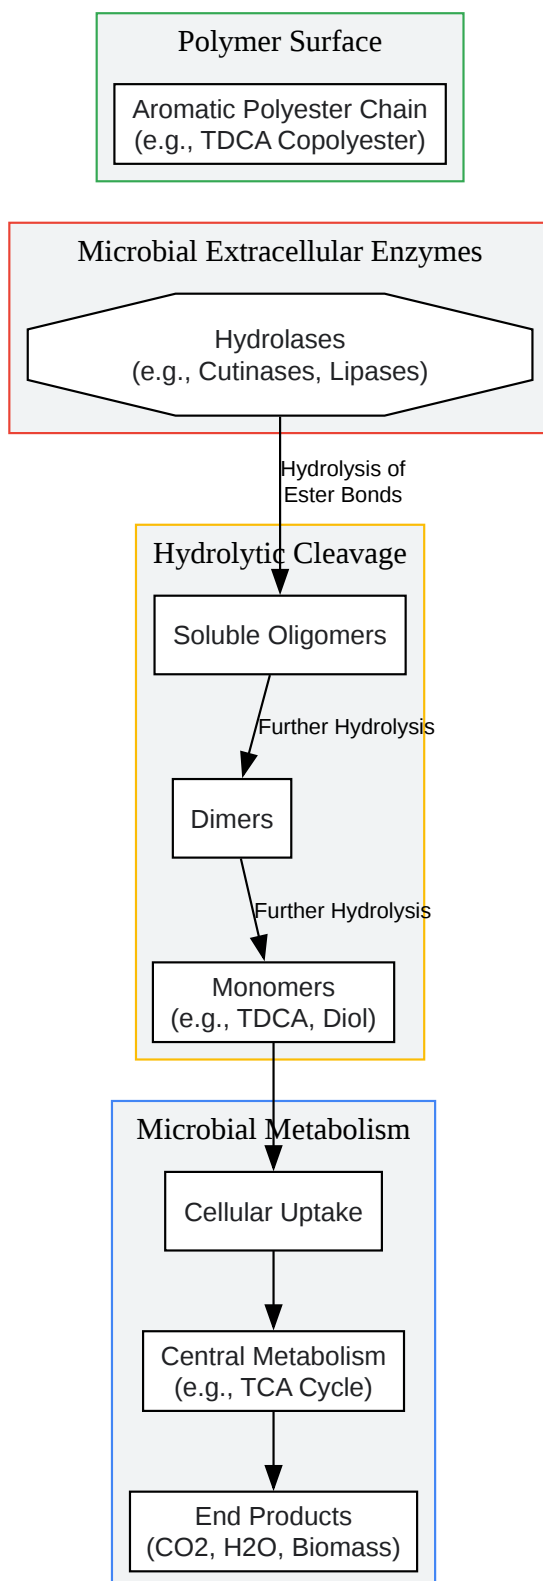 Polymer Surface
Aromatic Polyester Chain
(e.g., TDCA Copolyester)
Microbial Extracellular Enzymes
Hydrolases
(e.g., Cutinases, Lipases)
Hydrolysis of
Ester Bonds
Hydrolytic Cleavage
Soluble Oligomers
Further Hydrolysis
Dimers
Further Hydrolysis
Monomers
(e.g., TDCA, Diol)
Microbial Metabolism
Cellular Uptake
Central Metabolism
(e.g., TCA Cycle)
End Products
(CO2, H2O, Biomass)